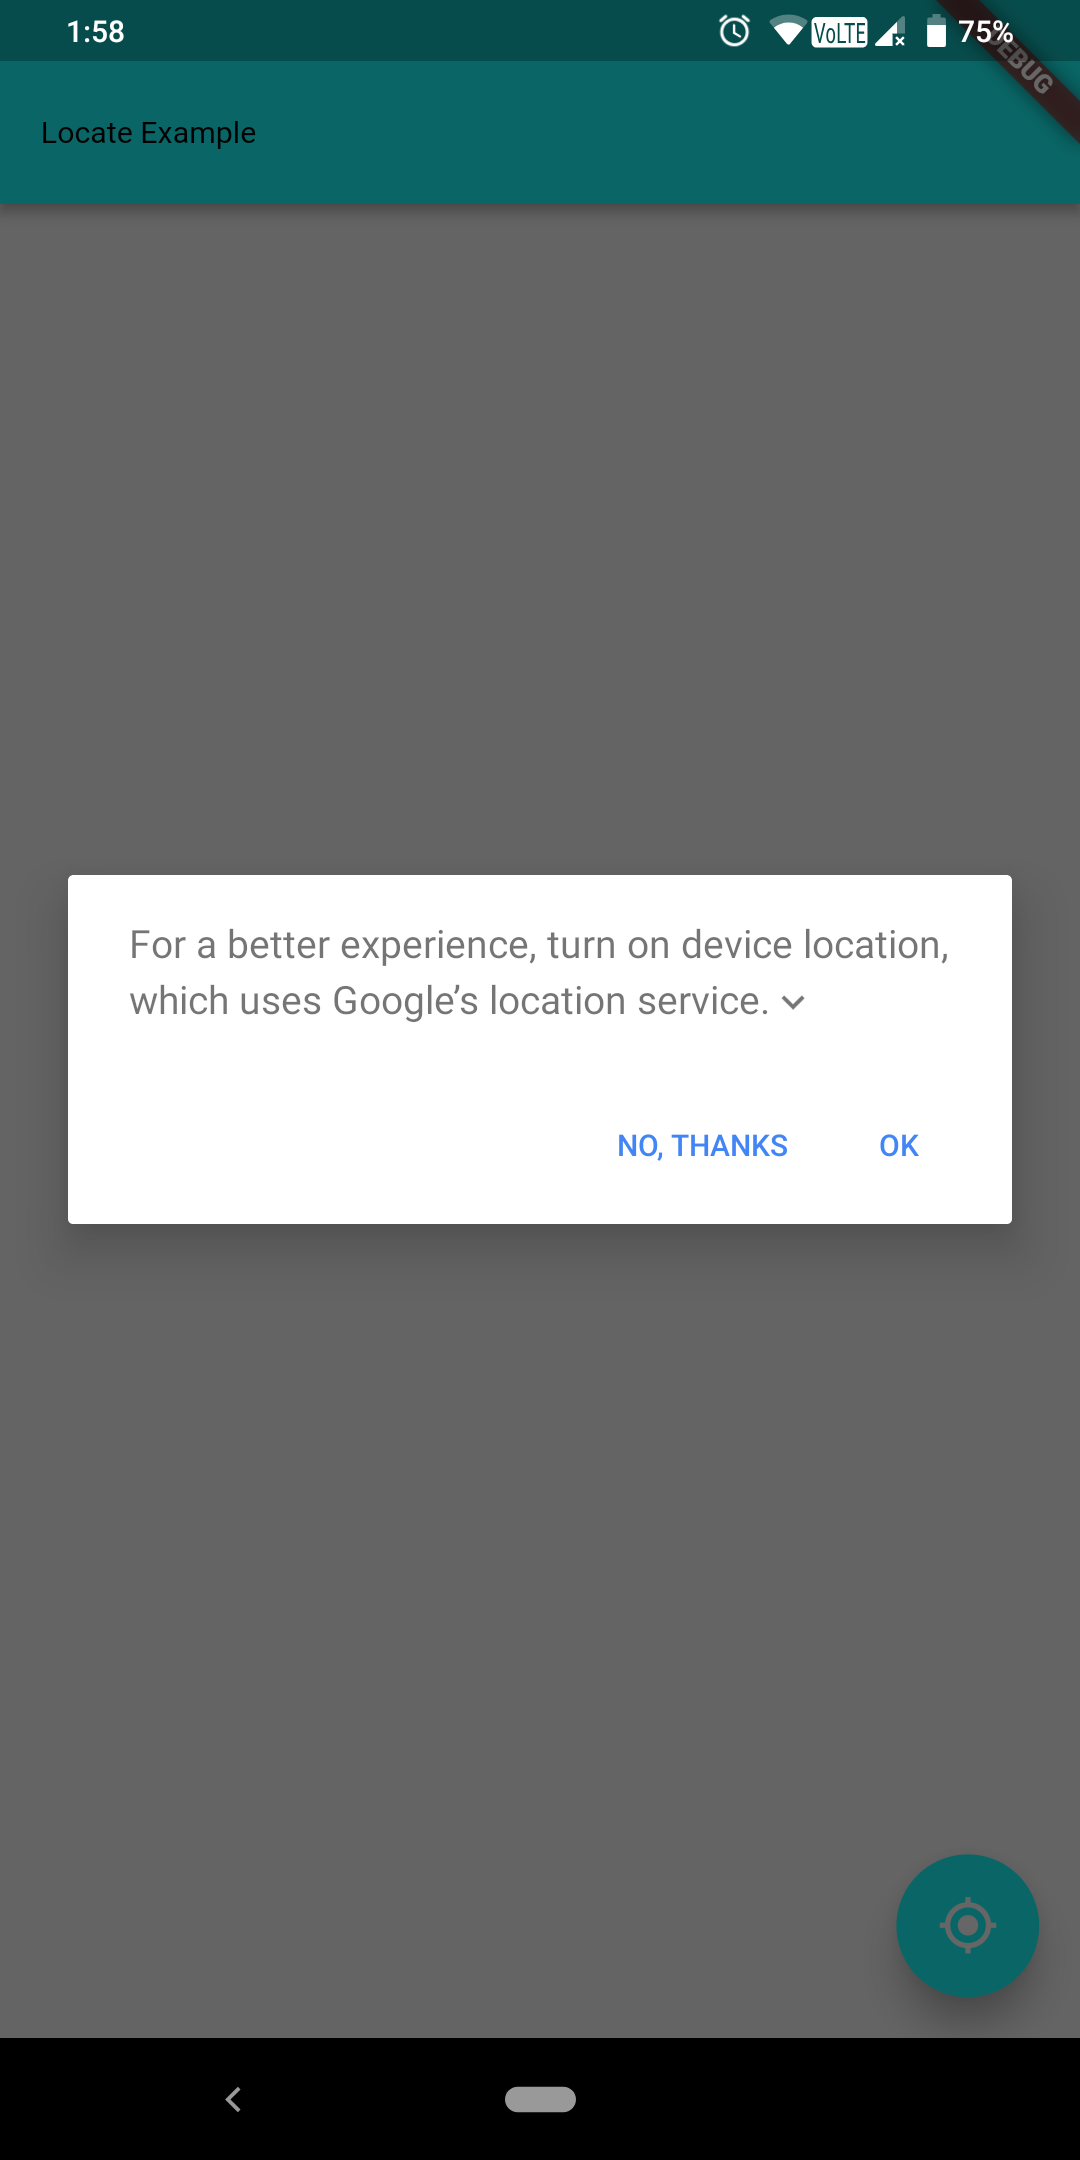 1:58
VoLTE
75%
DEBUG
Locate Example
For a better experience, turn on device location,
which uses Google’s location service.
NO, THANKS
OK